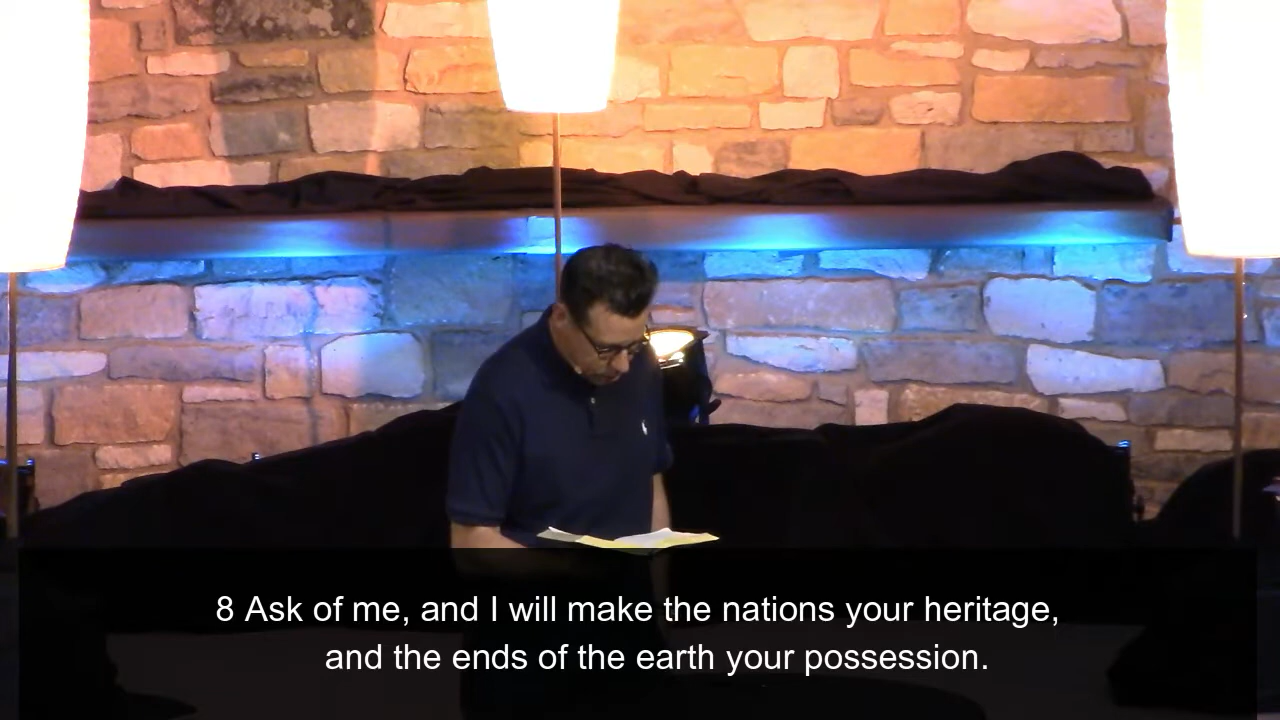 8 Ask of me, and I will make the nations your heritage,
and the ends of the earth your possession.